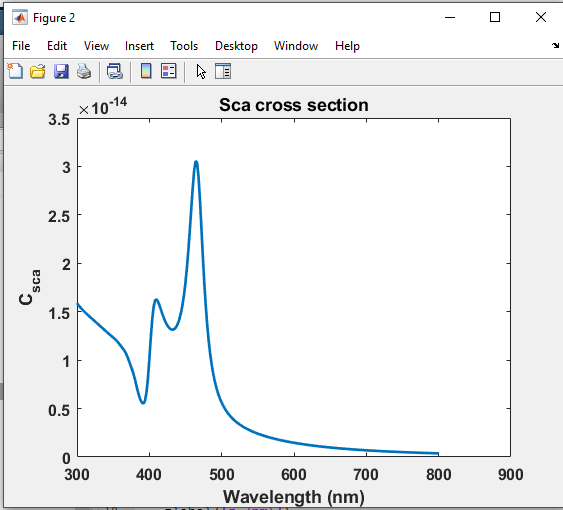 Figure 2
File Edit View Insert Tools Desktop Window Help
×10-14
Sca cross section
3.5
3
2.5
2
1.5
1
0.5
0
Csca
300 400 500 600 700 800 900
Wavelength (nm)